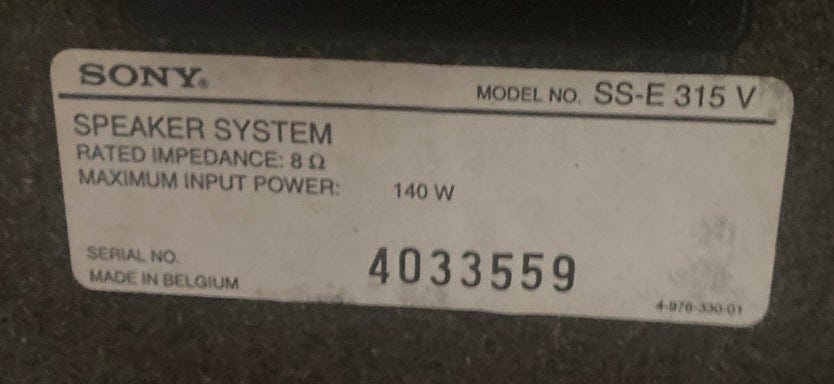 SONY®
MODEL NO. SS-E 315 V
SPEAKER SYSTEM
RATED IMPEDANCE: 8 Ω
MAXIMUM INPUT POWER: 140 W
SERIAL NO. 4033559
MADE IN BELGIUM
4-976-330-01